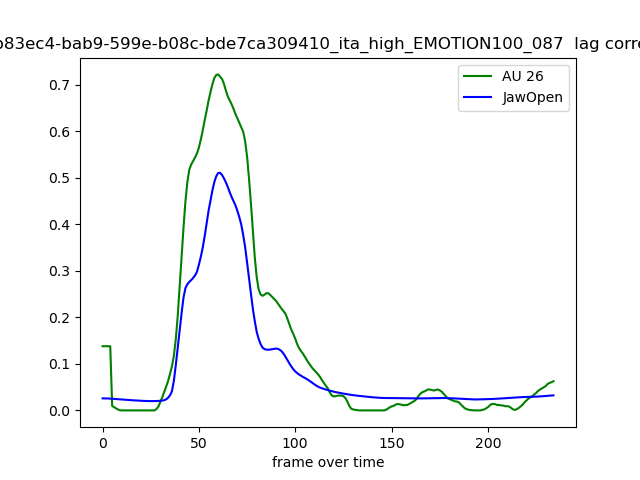 b83ec4-bab9-599e-b08c-bde7ca309410_ita_high_EMOTION100_087 lag corre
AU 26
JawOpen
0.7
0.6
0.5
0.4
0.3
0.2
0.1
0.0
0 50 100 150 200
frame over time